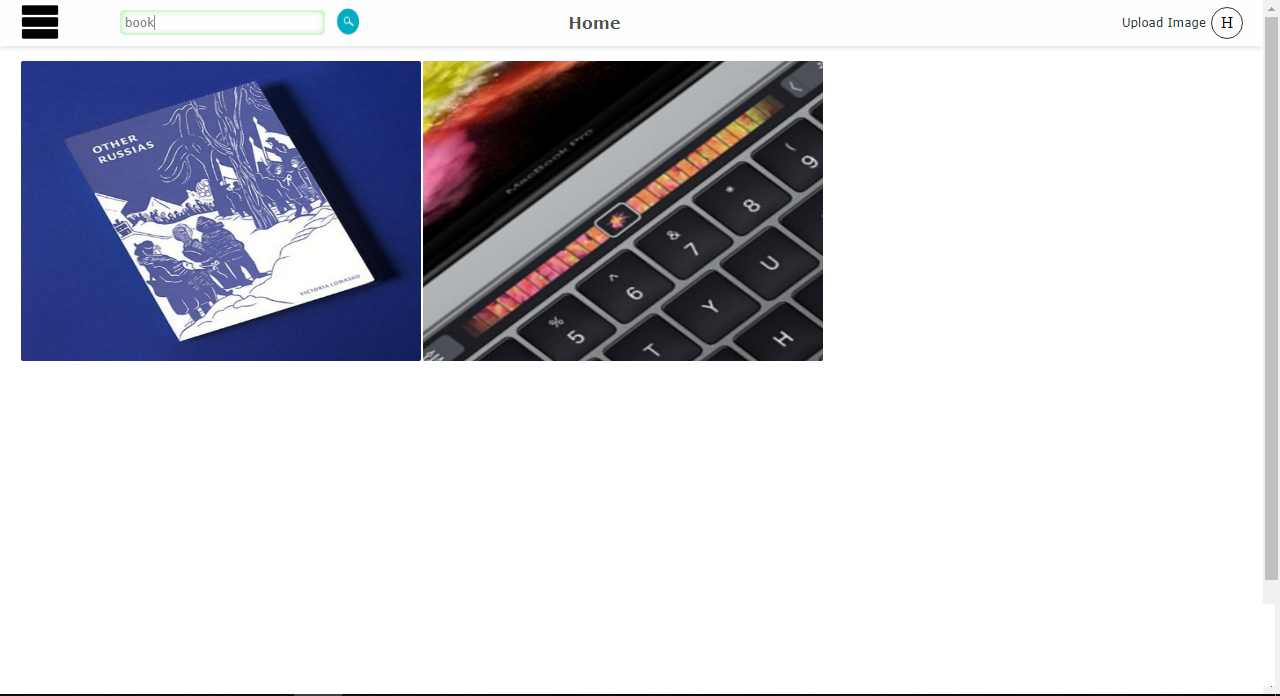 book
Home
Upload Image
H
OTHER
RUSSIAS
VICTORIA LOMASKO
MacBook Pro
( 9
* 8
& 7
^ 6
% 5
U
Y
T
H